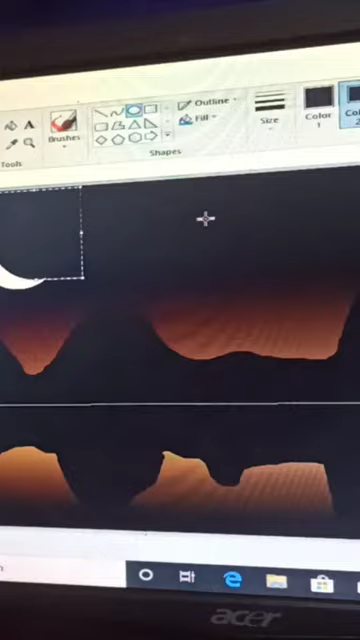 Outline
Fill
A
Brushes
Size
Color
1
Tools
Shapes
acer